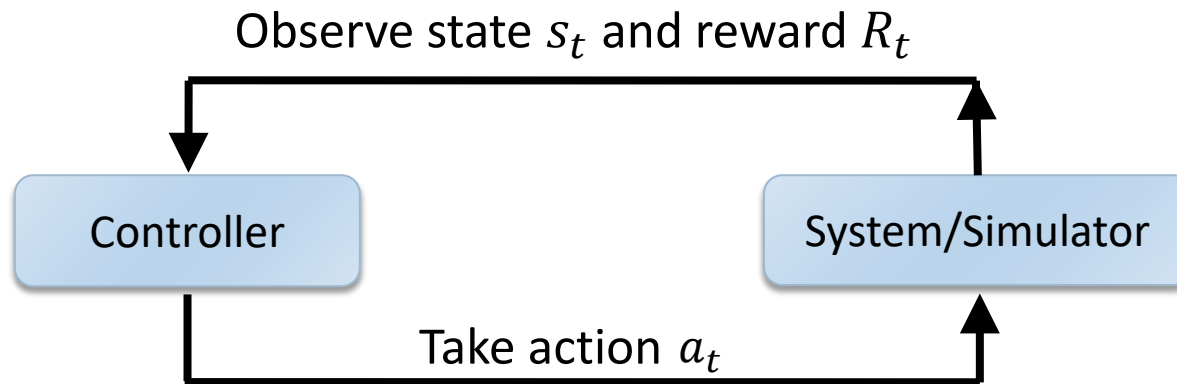 Observe state s_t and reward R_t
Controller
System/Simulator
Take action a_t